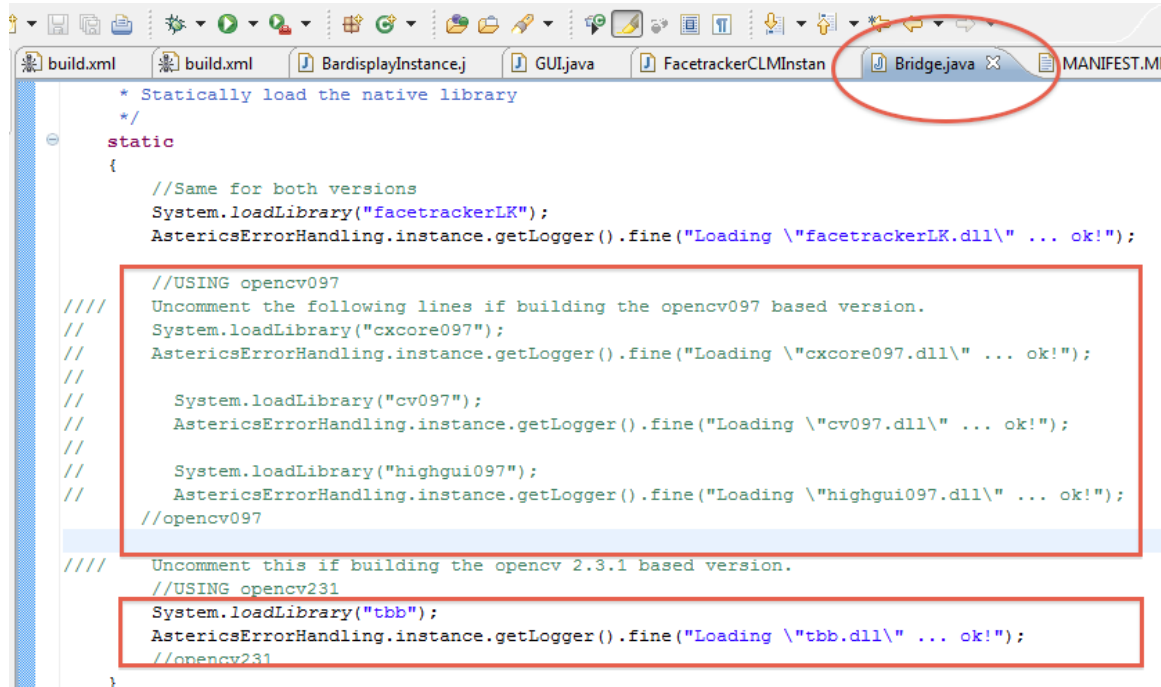 build.xml build.xml BardisplayInstance.j GUI.java FacetrackerCLMInstan Bridge.java MANIFEST.M
* Statically load the native library
*/
static
{
//Same for both versions
System.loadLibrary("facetrackerLK");
AstericsErrorHandling.instance.getLogger().fine("Loading \"facetrackerLK.dll\" ... ok!");
//USING opencv097
//// Uncomment the following lines if building the opencv097 based version.
// System.loadLibrary("cxcore097");
// AstericsErrorHandling.instance.getLogger().fine("Loading \"cxcore097.dll\" ... ok!");
//
// System.loadLibrary("cv097");
// AstericsErrorHandling.instance.getLogger().fine("Loading \"cv097.dll\" ... ok!");
//
// System.loadLibrary("highgui097");
// AstericsErrorHandling.instance.getLogger().fine("Loading \"highgui097.dll\" ... ok!");
//opencv097
//// Uncomment this if building the opencv 2.3.1 based version.
//USING opencv231
System.loadLibrary("tbb");
AstericsErrorHandling.instance.getLogger().fine("Loading \"tbb.dll\" ... ok!");
//opencv231
}